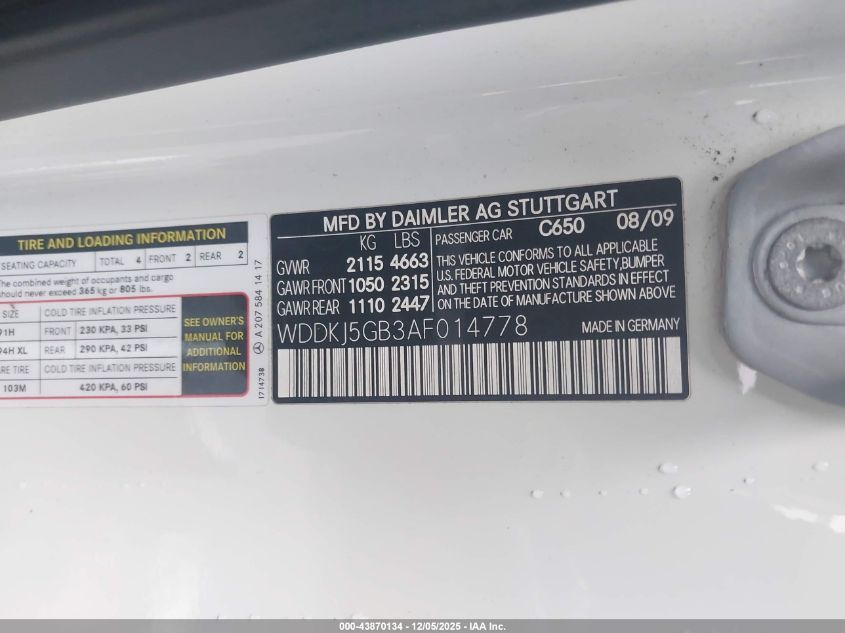 TIRE AND LOADING INFORMATION
SEATING CAPACITY TOTAL 4 FRONT 2 REAR 2
The combined weight of occupants and cargo
should never exceed 365 kg or 805 lbs.
SIZE COLD TIRE INFLATION PRESSURE
91H FRONT 230 KPA, 33 PSI
94H XL REAR 290 KPA, 42 PSI
RE TIRE COLD TIRE INFLATION PRESSURE
103M 420 KPA, 60 PSI
SEE OWNER'S
MANUAL FOR
ADDITIONAL
INFORMATION
1714738 A 207 584 14 17
MFD BY DAIMLER AG STUTTGART
KG LBS
GVWR 2115 4663
GAWR FRONT 1050 2315
GAWR REAR 1110 2447
PASSENGER CAR C650 08/09
THIS VEHICLE CONFORMS TO ALL APPLICABLE
U.S. FEDERAL MOTOR VEHICLE SAFETY,BUMPER
AND THEFT PREVENTION STANDARDS IN EFFECT
ON THE DATE OF MANUFACTURE SHOWN ABOVE
WDDKJ5GB3AF014778 MADE IN GERMANY
000-43870134 - 12/05/2025 - IAA Inc.